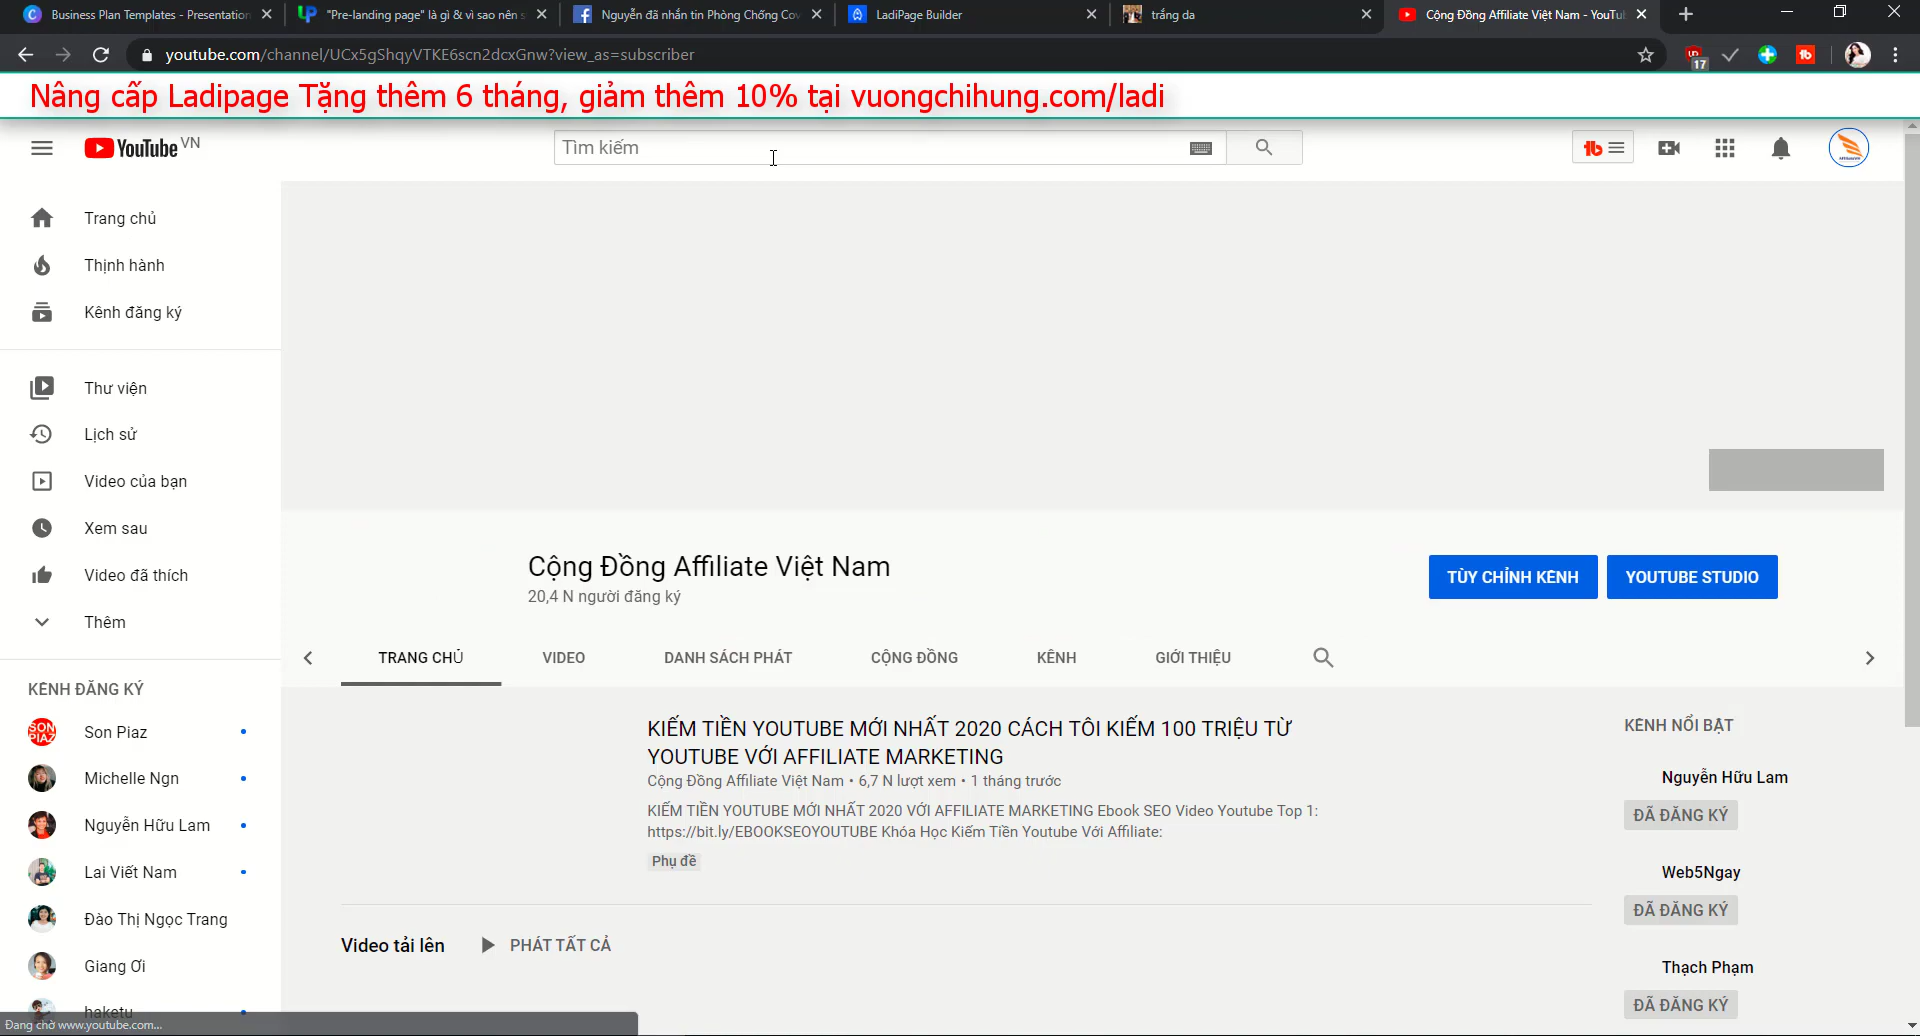 Business Plan Templates - Presentation
"Pre-landing page" là gì & vì sao nên s
Nguyễn đã nhắn tin Phòng Chống Cov
LadiPage Builder
trắng da
Cộng Đồng Affiliate Việt Nam - YouTu
youtube.com/channel/UCx5gShqyVTKE6scn2dcxGnw?view_as=subscriber
17
Nâng cấp Ladipage Tặng thêm 6 tháng, giảm thêm 10% tại vuongchihung.com/ladi
YouTube VN
Tìm kiếm
Trang chủ
Thịnh hành
Kênh đăng ký
Thư viện
Lịch sử
Video của bạn
Xem sau
Video đã thích
Thêm
KÊNH ĐĂNG KÝ
Son Piaz
Michelle Ngn
Nguyễn Hữu Lam
Lai Viết Nam
Đào Thị Ngọc Trang
Giang Ơi
haketu
Đang chờ www.youtube.com...
Cộng Đồng Affiliate Việt Nam
20,4 N người đăng ký
TÙY CHỈNH KÊNH
YOUTUBE STUDIO
TRANG CHỦ
VIDEO
DANH SÁCH PHÁT
CỘNG ĐỒNG
KÊNH
GIỚI THIỆU
KIẾM TIỀN YOUTUBE MỚI NHẤT 2020 CÁCH TÔI KIẾM 100 TRIỆU TỪ
YOUTUBE VỚI AFFILIATE MARKETING
Cộng Đồng Affiliate Việt Nam • 6,7 N lượt xem • 1 tháng trước
KIẾM TIỀN YOUTUBE MỚI NHẤT 2020 VỚI AFFILIATE MARKETING Ebook SEO Video Youtube Top 1:
https://bit.ly/EBOOKSEOYOUTUBE Khóa Học Kiếm Tiền Youtube Với Affiliate:
Phụ đề
Video tải lên
PHÁT TẤT CẢ
KÊNH NỔI BẬT
Nguyễn Hữu Lam
ĐÃ ĐĂNG KÝ
Web5Ngay
ĐÃ ĐĂNG KÝ
Thạch Phạm
ĐÃ ĐĂNG KÝ